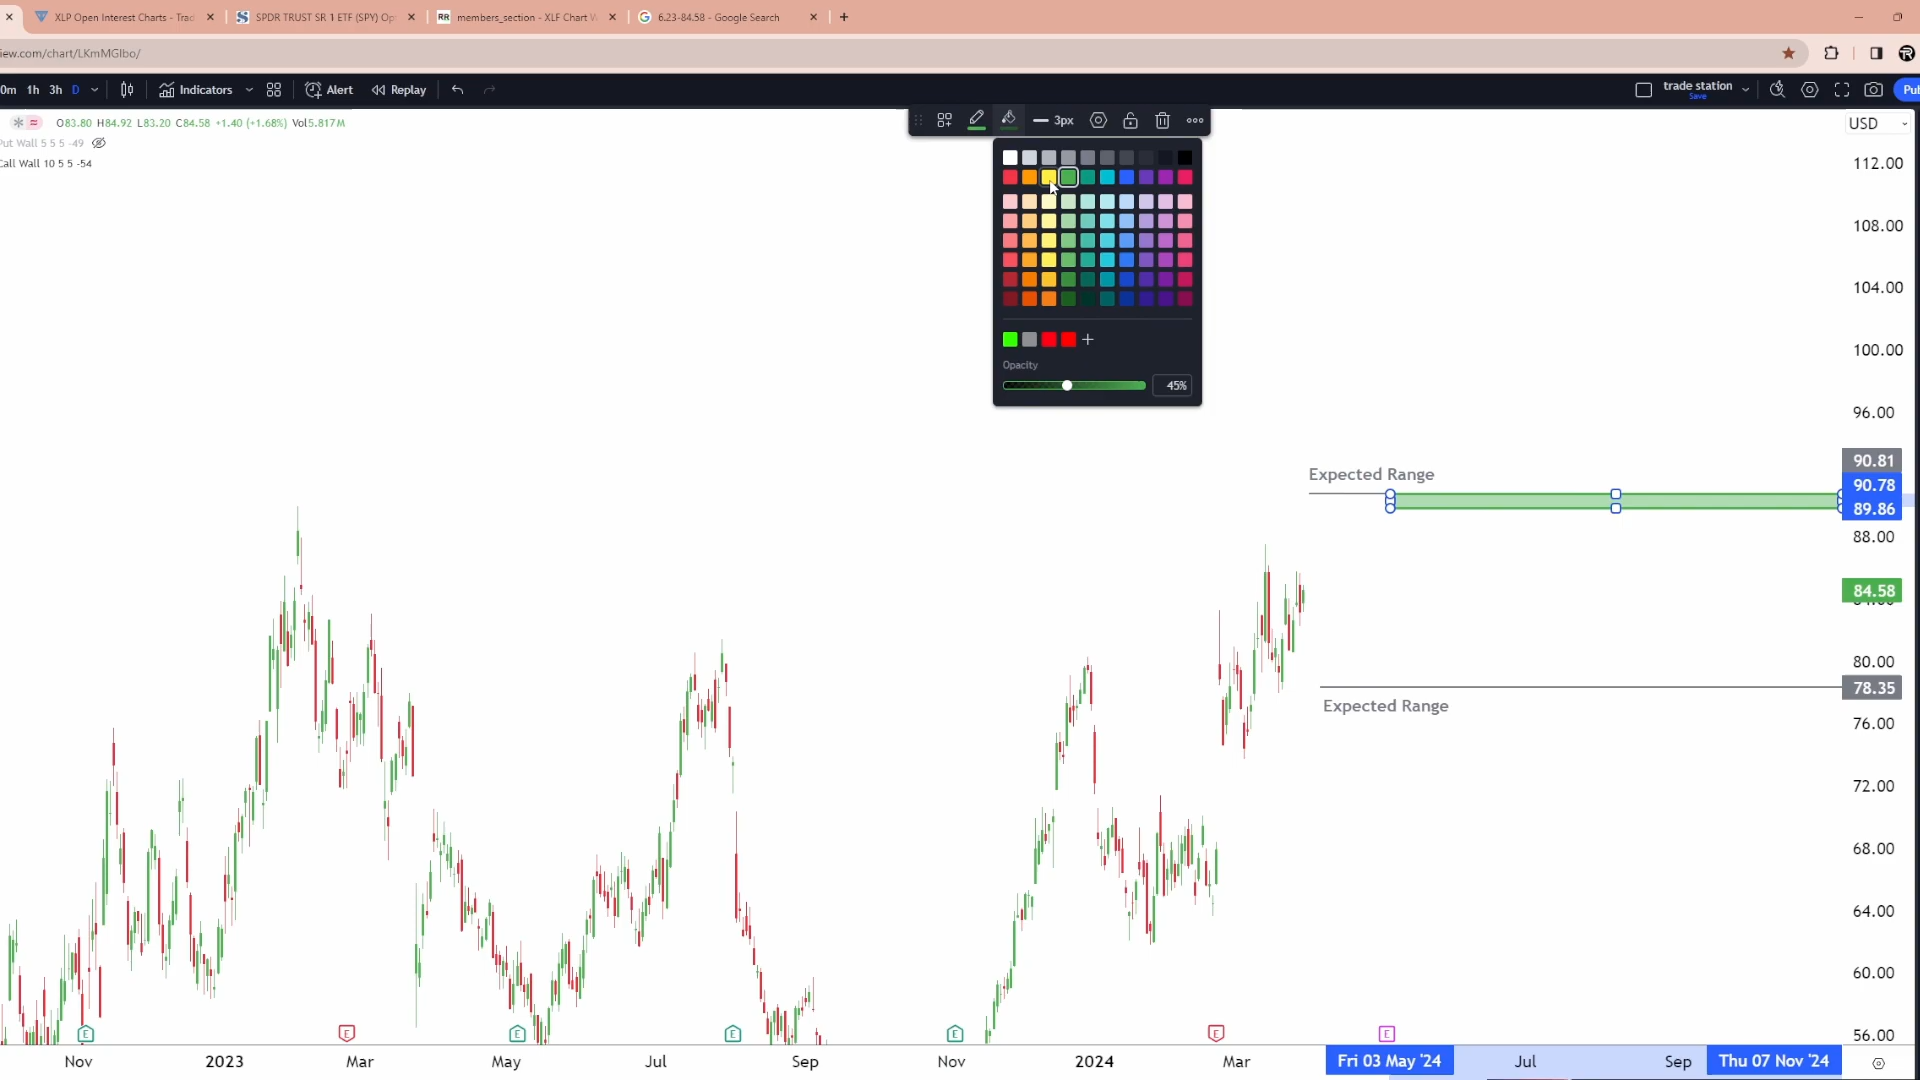 XLP Open Interest Charts - Trad
SPDR TRUST SR 1 ETF (SPY) Op
RR members_section - XLF Chart W
6.23-84.58 - Google Search
iew.com/chart/LKmMGIbo/
0m 1h 3h D Indicators Alert Replay
trade station
Save
Pub
O83.80 H84.92 L83.20 C84.58 +1.40 (+1.68%) Vol5.817M
Put Wall 5 5 5 -49
Call Wall 10 5 5 -54
3px
Opacity
45%
USD
112.00
108.00
104.00
100.00
96.00
90.81
90.78
89.86
88.00
84.58
80.00
78.35
76.00
72.00
68.00
64.00
60.00
56.00
Expected Range
Expected Range
E E E E E E E
Nov 2023 Mar May Jul Sep Nov 2024 Mar Fri 03 May '24 Jul Sep Thu 07 Nov '24